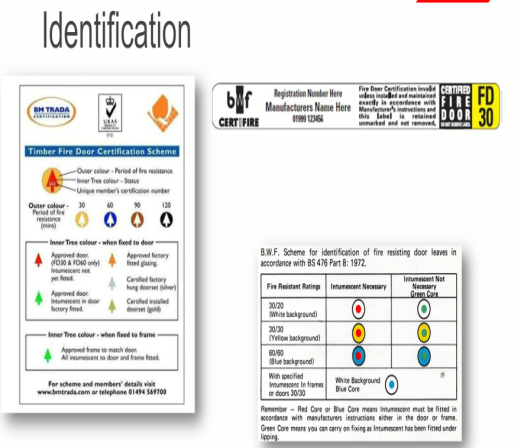 Identification
BM TRADA
CERTIFICATION
UKAS
Timber Fire Door Certification Scheme
Outer colour - Period of fire resistance
Inner Tree colour - Status
Unique member's certification number
Outer colour - 30 60 90 120
Period of fire
resistance
(mins)
Inner Tree colour - when fixed to door
Approved door.
(FD30 & FD60 only)
Intumescent not
yet fixed.
Approved door.
Intumescent in door
factory fitted.
Approved factory
fitted glazing.
Certified factory
hung doorset (silver)
Certified installed
doorset (gold)
Inner Tree colour - when fixed to frame
Approved frame to match door.
All intumescent to door and frame fitted.
For scheme and members' details visit
www.bmtrada.com or telephone 01494 569700
bwf
CERTIFIRE
Registration Number Here
Manufacturers Name Here
01999 123456
Fire Door Certification invalid
unless installed and maintained
exactly in accordance with
Manufacturer's instructions and
this label is retained
unmarked and not removed.
CERTIFIED
FIRE
DOOR
DO NOT REMOVE LABEL
FD
30
B.W.F. Scheme for identification of fire resisting door leaves in
accordance with BS 476 Part 8: 1972.
Fire Resistant Ratings
Intumescent Necessary
Intumescent Not
Necessary
Green Core
30/20
(White background)
30/30
(Yellow background)
60/60
(Blue background)
With specified
Intumescent In frames
or doors 30/30
White Background
Blue Core
Remember – Red Core or Blue Core means Intumescent must be fitted in
accordance with manufacturers instructions either in the door or frame.
Green Core means you can carry on fixing as Intumescent has been fitted under
lipping.